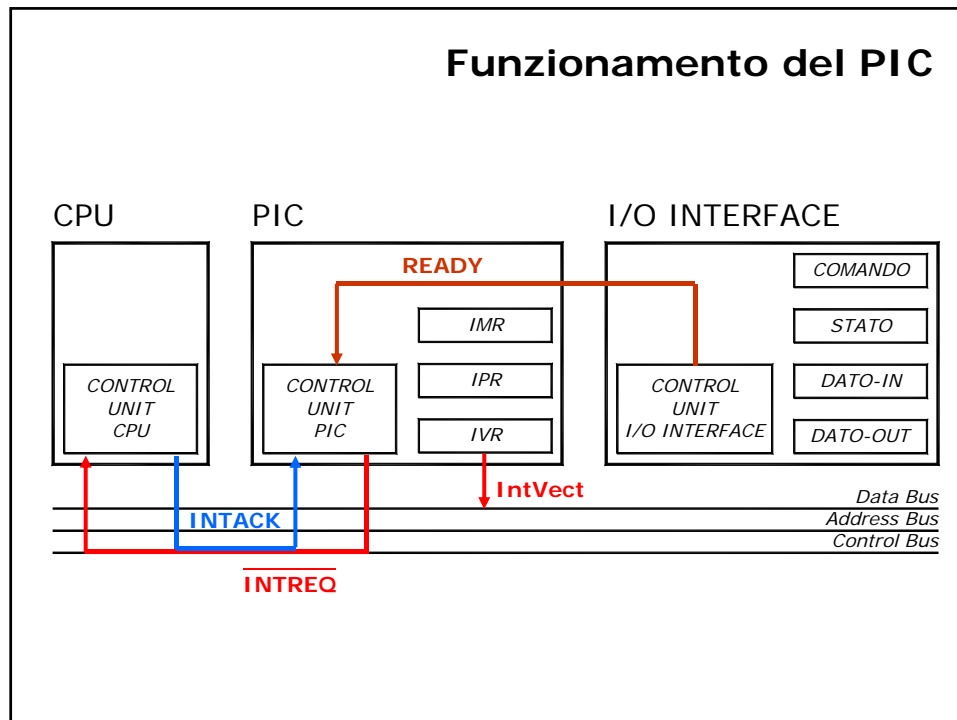 Funzionamento del PIC
CPU
PIC
I/O INTERFACE
READY
COMANDO
IMR
STATO
CONTROL
UNIT
CPU
CONTROL
UNIT
PIC
IPR
CONTROL
UNIT
I/O INTERFACE
DATO-IN
IVR
DATO-OUT
IntVect
Data Bus
INTACK
Address Bus
Control Bus
INTREQ